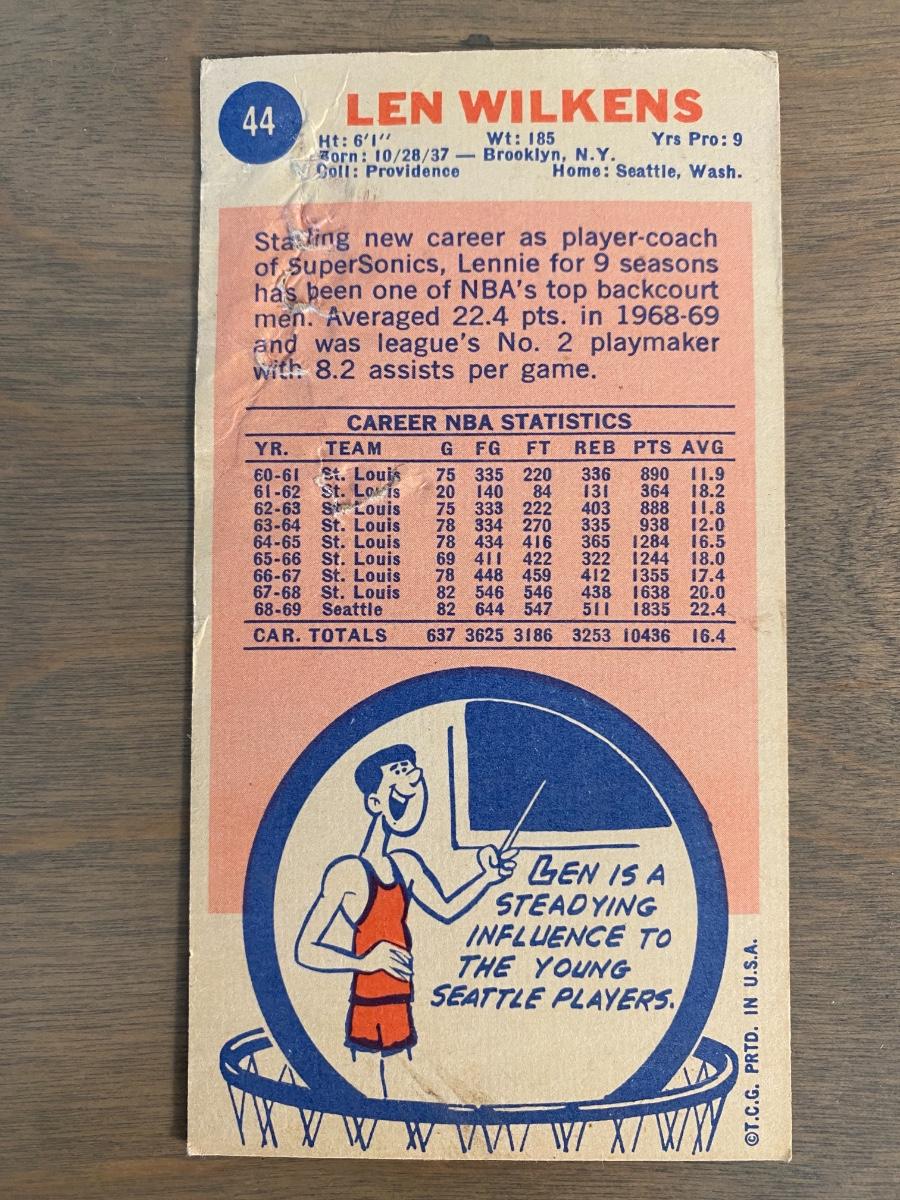 44
LEN WILKENS
Ht: 6'1" Wt: 185 Yrs Pro: 9
Born: 10/28/37 — Brooklyn, N.Y.
Coll: Providence Home: Seattle, Wash.
Starting new career as player-coach
of SuperSonics, Lennie for 9 seasons
has been one of NBA's top backcourt
men. Averaged 22.4 pts. in 1968-69
and was league's No. 2 playmaker
with 8.2 assists per game.
CAREER NBA STATISTICS
YR. TEAM G FG FT REB PTS AVG
60-61 St. Louis 75 335 220 336 890 11.9
61-62 St. Louis 20 140 84 131 364 18.2
62-63 St. Louis 75 333 222 403 888 11.8
63-64 St. Louis 78 334 270 335 938 12.0
64-65 St. Louis 78 434 416 365 1284 16.5
65-66 St. Louis 69 411 422 322 1244 18.0
66-67 St. Louis 78 448 459 412 1355 17.4
67-68 St. Louis 82 546 546 438 1638 20.0
68-69 Seattle 82 644 547 511 1835 22.4
CAR. TOTALS 637 3625 3186 3253 10436 16.4
LEN IS A
STEADYING
INFLUENCE TO
THE YOUNG
SEATTLE PLAYERS.
©T.C.G. PRTD. IN U.S.A.